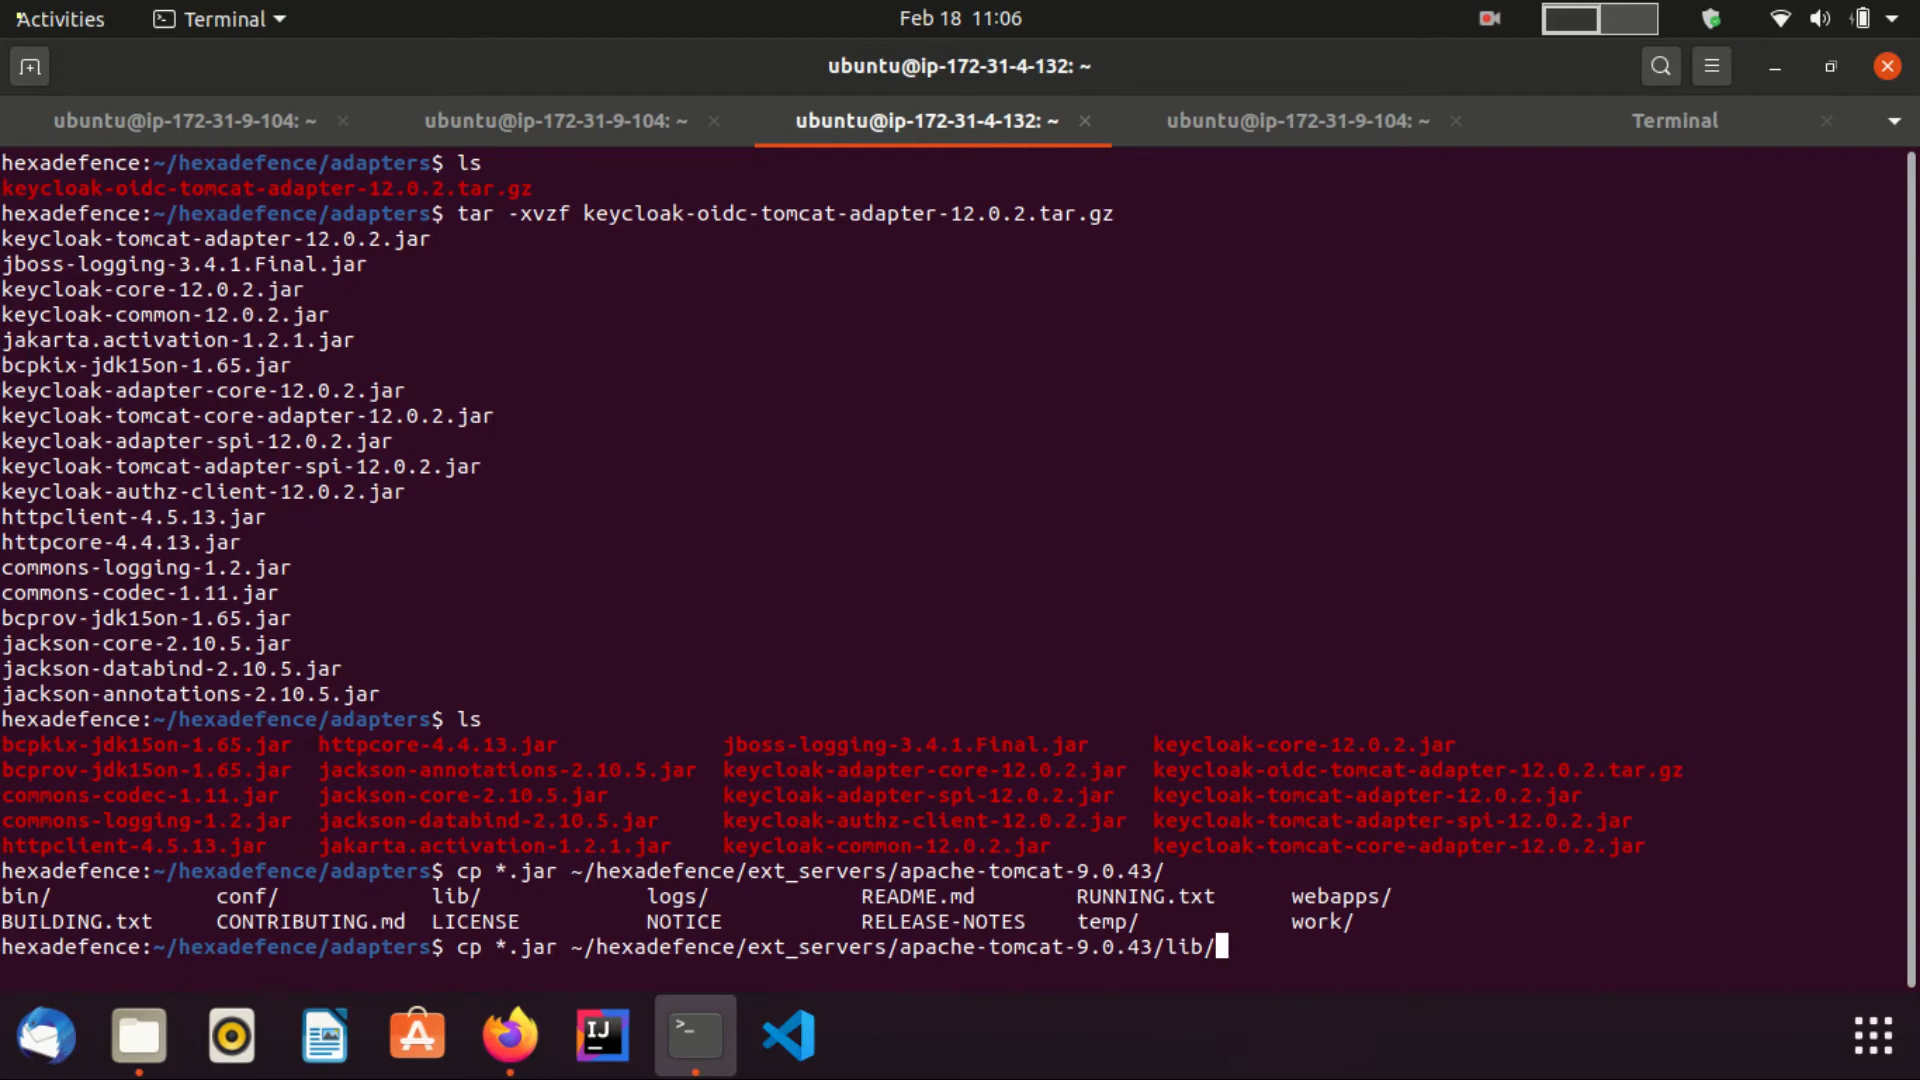 Activities Terminal Feb 18 11:06
ubuntu@ip-172-31-4-132: ~
ubuntu@ip-172-31-9-104: ~ ubuntu@ip-172-31-9-104: ~ ubuntu@ip-172-31-4-132: ~ ubuntu@ip-172-31-9-104: ~ Terminal
hexadefence:~/hexadefence/adapters$ ls
keycloak-oidc-tomcat-adapter-12.0.2.tar.gz
hexadefence:~/hexadefence/adapters$ tar -xvzf keycloak-oidc-tomcat-adapter-12.0.2.tar.gz
keycloak-tomcat-adapter-12.0.2.jar
jboss-logging-3.4.1.Final.jar
keycloak-core-12.0.2.jar
keycloak-common-12.0.2.jar
jakarta.activation-1.2.1.jar
bcpkix-jdk15on-1.65.jar
keycloak-adapter-core-12.0.2.jar
keycloak-tomcat-core-adapter-12.0.2.jar
keycloak-adapter-spi-12.0.2.jar
keycloak-tomcat-adapter-spi-12.0.2.jar
keycloak-authz-client-12.0.2.jar
httpclient-4.5.13.jar
httpcore-4.4.13.jar
commons-logging-1.2.jar
commons-codec-1.11.jar
bcprov-jdk15on-1.65.jar
jackson-core-2.10.5.jar
jackson-databind-2.10.5.jar
jackson-annotations-2.10.5.jar
hexadefence:~/hexadefence/adapters$ ls
bcpkix-jdk15on-1.65.jar httpcore-4.4.13.jar jboss-logging-3.4.1.Final.jar keycloak-core-12.0.2.jar
bcprov-jdk15on-1.65.jar jackson-annotations-2.10.5.jar keycloak-adapter-core-12.0.2.jar keycloak-oidc-tomcat-adapter-12.0.2.tar.gz
commons-codec-1.11.jar jackson-core-2.10.5.jar keycloak-adapter-spi-12.0.2.jar keycloak-tomcat-adapter-12.0.2.jar
commons-logging-1.2.jar jackson-databind-2.10.5.jar keycloak-authz-client-12.0.2.jar keycloak-tomcat-adapter-spi-12.0.2.jar
httpclient-4.5.13.jar jakarta.activation-1.2.1.jar keycloak-common-12.0.2.jar keycloak-tomcat-core-adapter-12.0.2.jar
hexadefence:~/hexadefence/adapters$ cp *.jar ~/hexadefence/ext_servers/apache-tomcat-9.0.43/
bin/ conf/ lib/ logs/ README.md RUNNING.txt webapps/
BUILDING.txt CONTRIBUTING.md LICENSE NOTICE RELEASE-NOTES temp/ work/
hexadefence:~/hexadefence/adapters$ cp *.jar ~/hexadefence/ext_servers/apache-tomcat-9.0.43/lib/
IJ